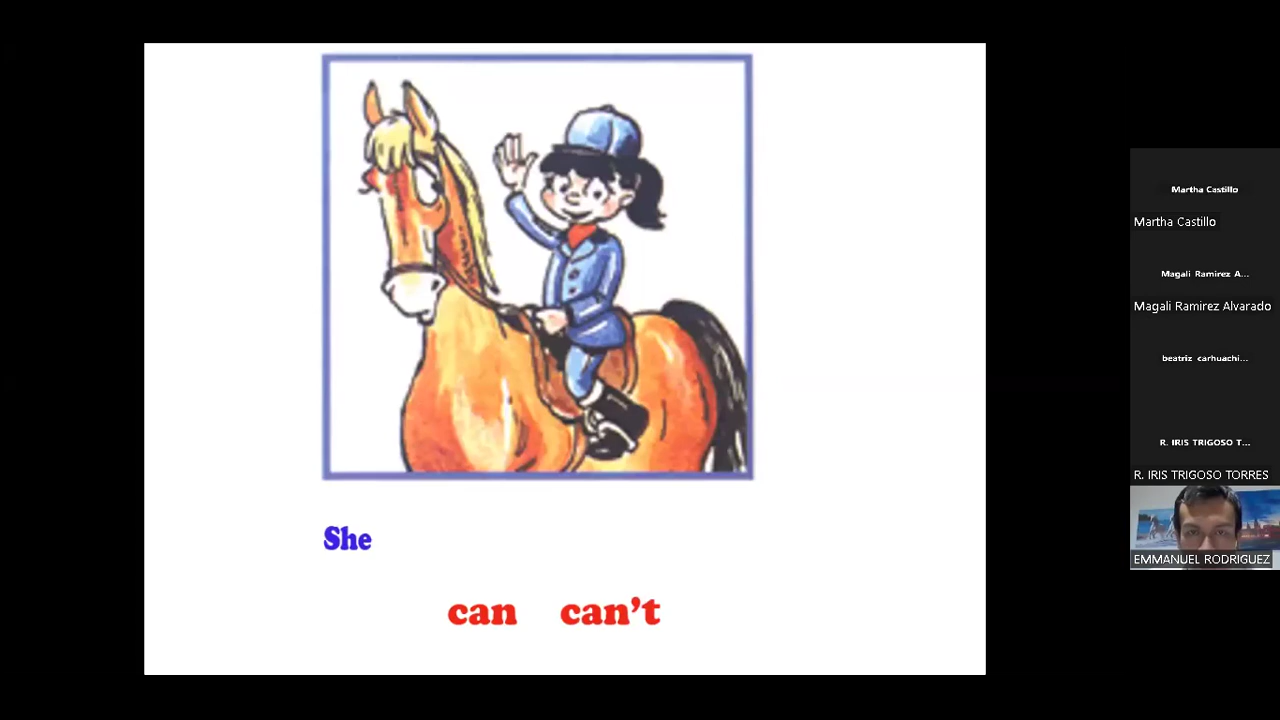 She
can can't
Martha Castillo
Martha Castillo
Magali Ramirez A...
Magali Ramirez Alvarado
beatriz carhuachi...
R. IRIS TRIGOSO T...
R. IRIS TRIGOSO TORRES
EMMANUEL RODRIGUEZ